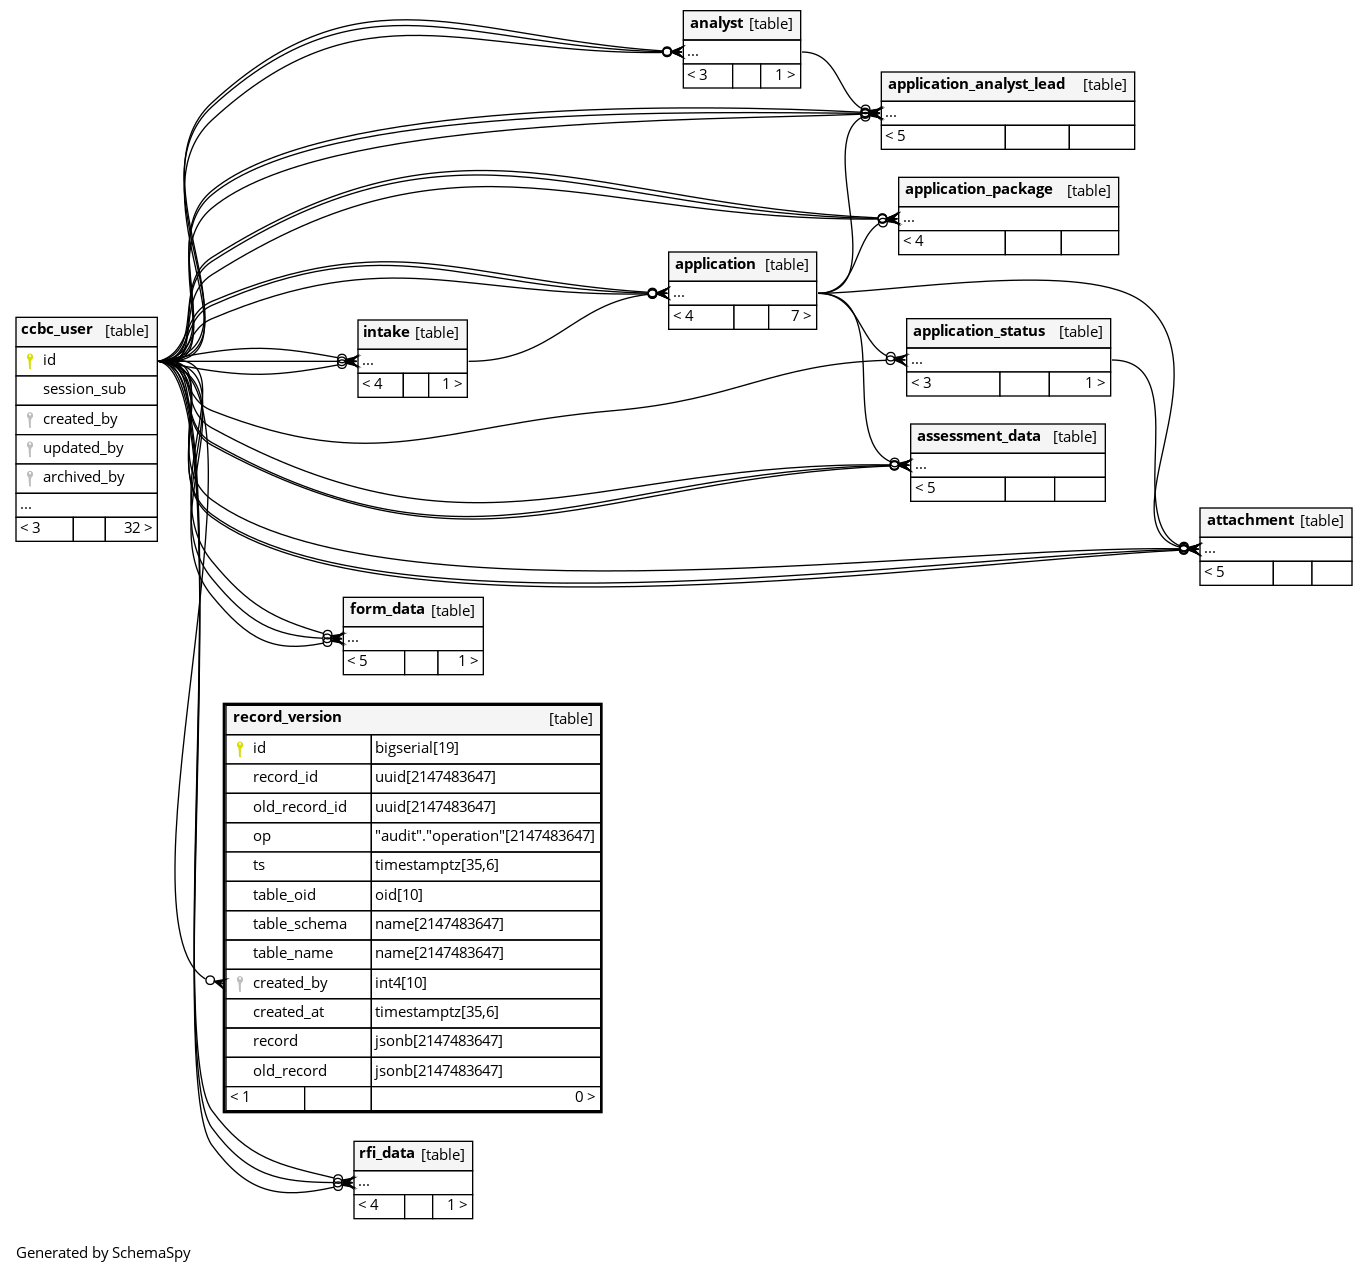 analyst [table]
...
< 3 1 >
application_analyst_lead [table]
...
< 5
application_package [table]
...
< 4
application [table]
...
< 4 7 >
ccbc_user [table]
id
session_sub
created_by
updated_by
archived_by
...
< 3 32 >
intake [table]
...
< 4 1 >
application_status [table]
...
< 3 1 >
assessment_data [table]
...
< 5
attachment [table]
...
< 5
form_data [table]
...
< 5 1 >
record_version [table]
id bigserial[19]
record_id uuid[2147483647]
old_record_id uuid[2147483647]
op "audit"."operation"[2147483647]
ts timestamptz[35,6]
table_oid oid[10]
table_schema name[2147483647]
table_name name[2147483647]
created_by int4[10]
created_at timestamptz[35,6]
record jsonb[2147483647]
old_record jsonb[2147483647]
< 1 0 >
rfi_data [table]
...
< 4 1 >
Generated by SchemaSpy